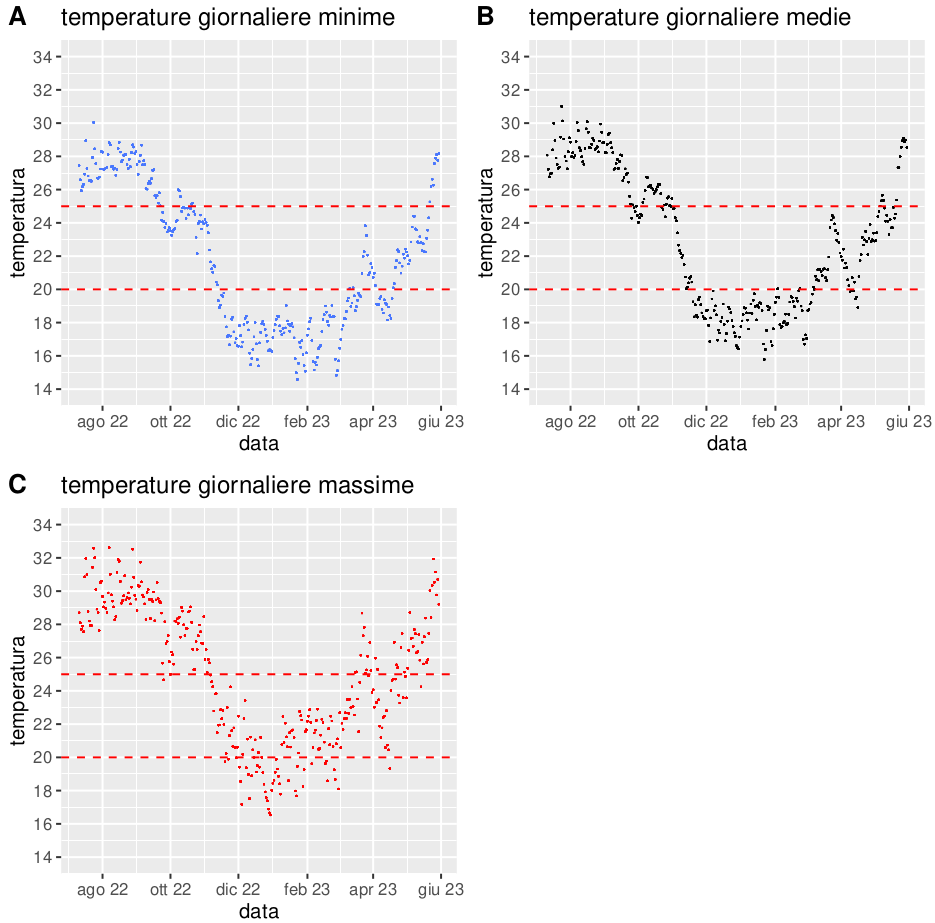 A temperature giornaliere minime
34
32
30
28
26
24
22
20
18
16
14
temperatura
ago 22 ott 22 dic 22 feb 23 apr 23 giu 23
data
B temperature giornaliere medie
34
32
30
28
26
24
22
20
18
16
14
temperatura
ago 22 ott 22 dic 22 feb 23 apr 23 giu 23
data
C temperature giornaliere massime
34
32
30
28
26
24
22
20
18
16
14
temperatura
ago 22 ott 22 dic 22 feb 23 apr 23 giu 23
data